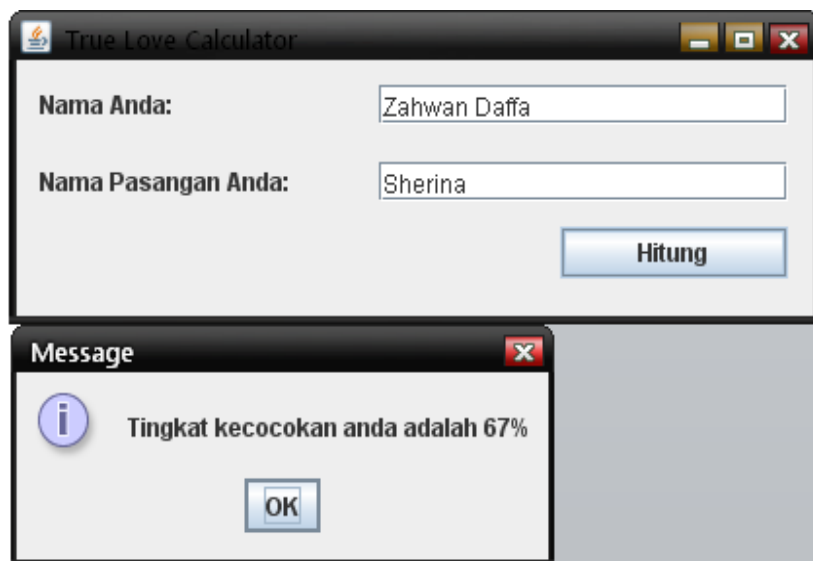 True Love Calculator
Nama Anda: Zahwan Daffa
Nama Pasangan Anda: Sherina
Hitung
Message
Tingkat kecocokan anda adalah 67%
OK